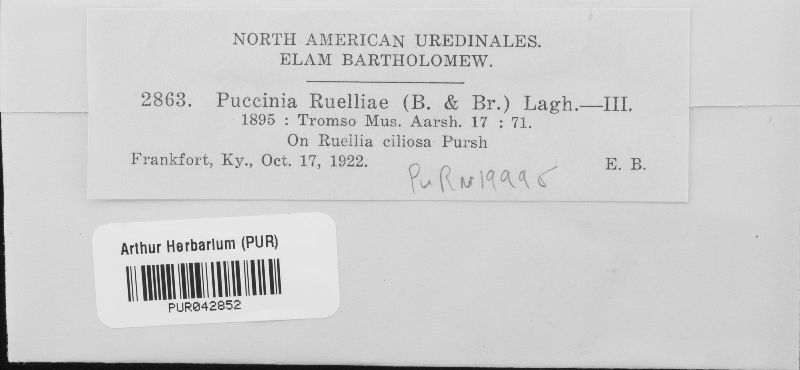 NORTH AMERICAN UREDINALES.
ELAM BARTHOLOMEW.
2863. Puccinia Ruelliae (B. & Br.) Lagh.—III.
1895 : Tromso Mus. Aarsh. 17 : 71.
On Ruellia ciliosa Pursh
Frankfort, Ky., Oct. 17, 1922. E. B.
Arthur Herbarium (PUR)
PUR042852